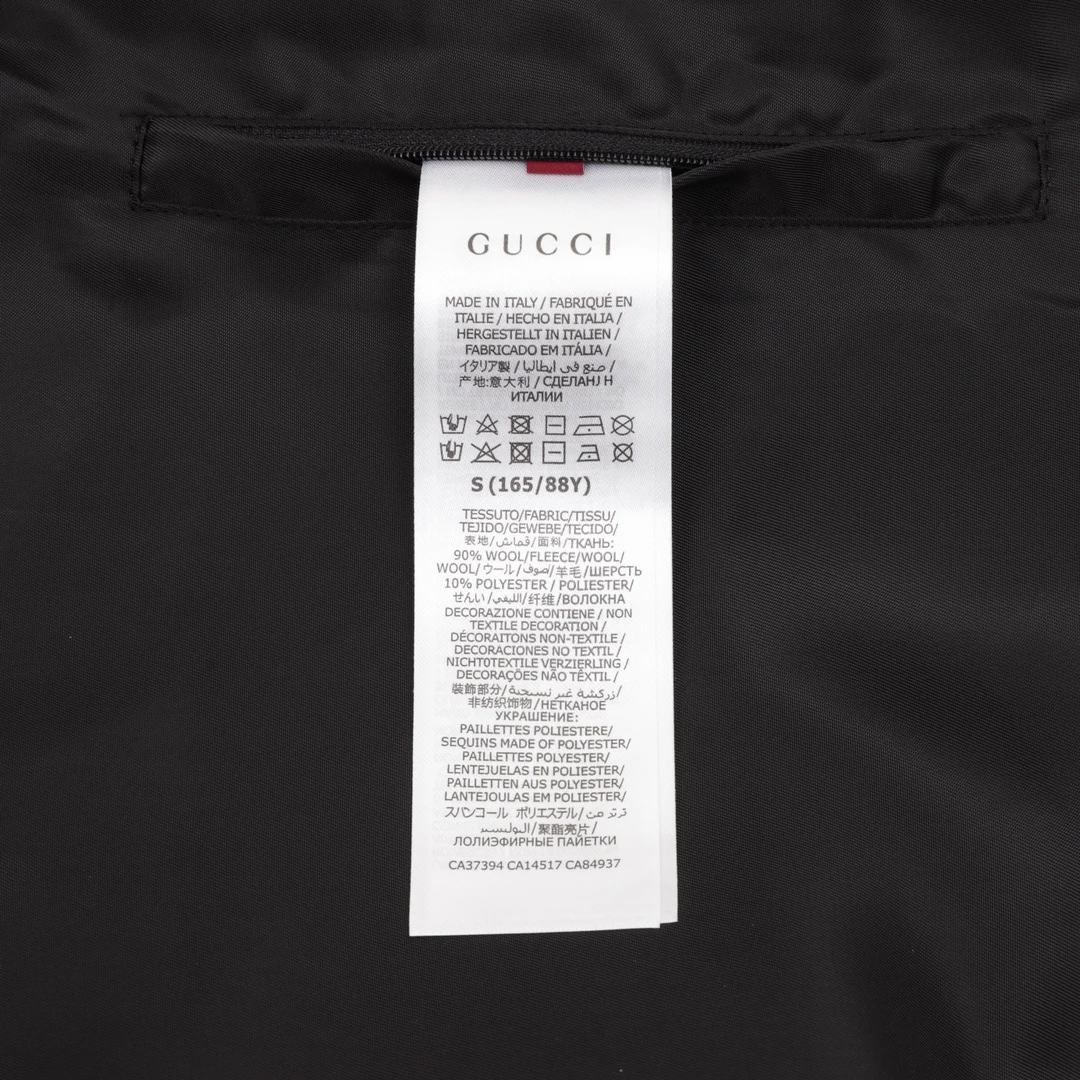 GUCCI
MADE IN ITALY / FABRIQUÉ EN
ITALIE / HECHO EN ITALIA /
HERGESTELLT IN ITALIEN /
FABRICADO EM ITÁLIA /
イタリア製 / صنع في ايطاليا /
产地:意大利 / СДЕЛАНЈ Н
ИТАЛИИ
S (165/88Y)
TESSUTO/FABRIC/TISSU/
TEJIDO/GEWEBE/TECIDO/
表地/قماش/面料/ТКАНЬ:
90% WOOL/FLEECE/WOOL/
WOOL/ウール/صوف/羊毛/ШЕРСТЬ
10% POLYESTER / POLIESTER/
せんい/الليفي/纤维/ВОЛОКНА
DECORAZIONE CONTIENE / NON
TEXTILE DECORATION /
DÉCORAITONS NON-TEXTILE /
DECORACIONES NO TEXTIL /
NICHT0TEXTILE VERZIERLING /
DECORAÇÕES NÃO TÊXTIL /
装飾部分/زركشة غير نسيجية/
非纺织饰物/НЕТКАНОЕ
УКРАШЕНИЕ:
PAILLETTES POLIESTERE/
SEQUINS MADE OF POLYESTER/
PAILLETTES POLYESTER/
LENTEJUELAS EN POLIESTER/
PAILLETTEN AUS POLYESTER/
LANTEJOULAS EM POLIESTER/
スパンコール ポリエステル/ترتر من
/聚酯亮片/
ЛОЛИЭФИРНЫЕ ПАЙЕТКИ
CA37394 CA14517 CA84937